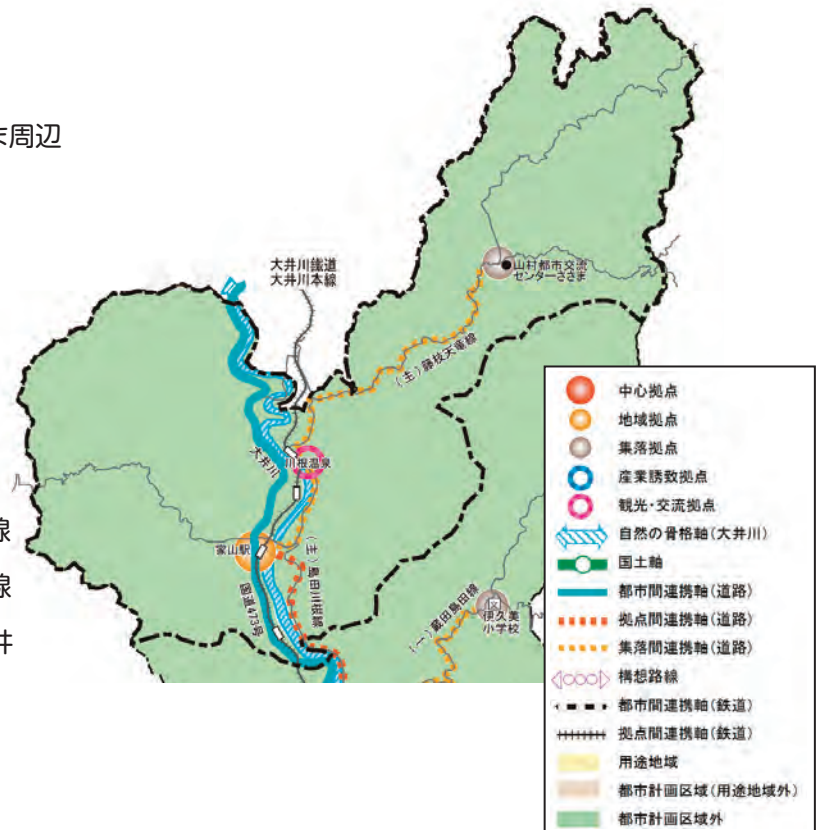 末周辺
大井川鐵道
大井川本線
山村都市交流
センターささま
(主)藤枝天竜線
大井川
川根温泉
家山駅
(主)島田川根線
国道473号
(一)蔵田島田線
伊久美
小学校
線
線
井
中心拠点
地域拠点
集落拠点
産業誘致拠点
観光・交流拠点
自然の骨格軸(大井川)
国土軸
都市間連携軸(道路)
拠点間連携軸(道路)
集落間連携軸(道路)
構想路線
都市間連携軸(鉄道)
拠点間連携軸(鉄道)
用途地域
都市計画区域(用途地域外)
都市計画区域外